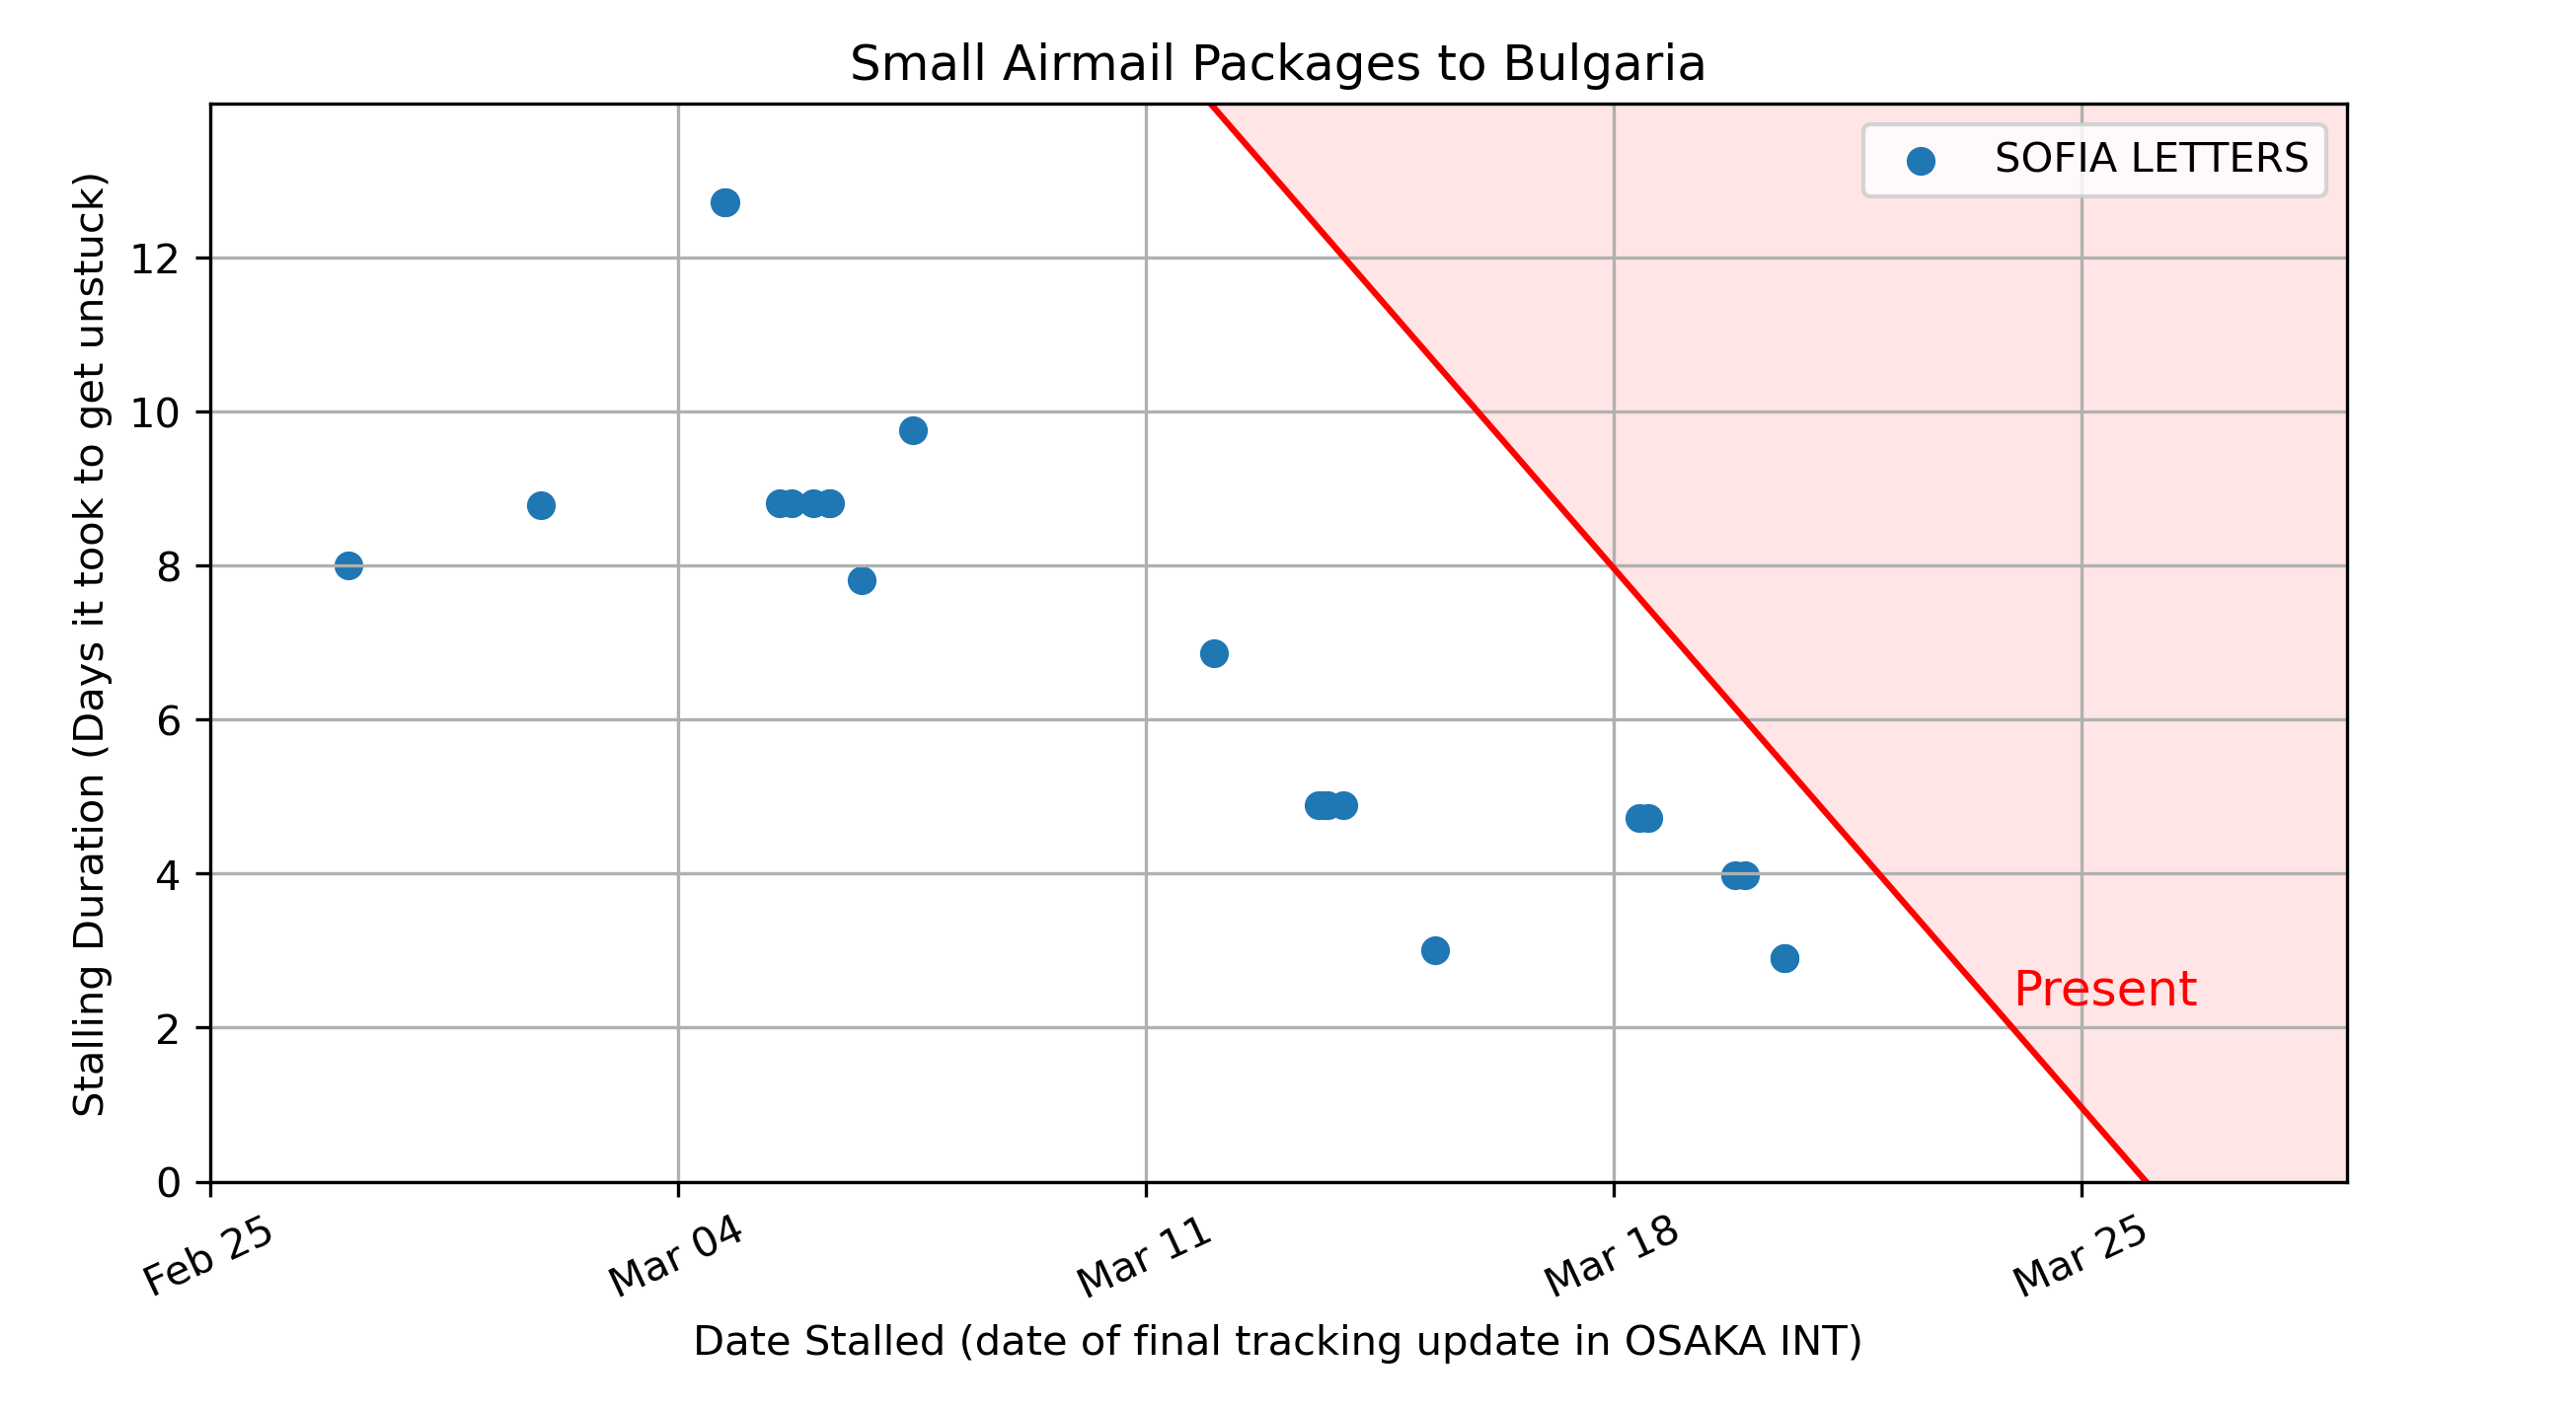 Small Airmail Packages to Bulgaria
SOFIA LETTERS
Stalling Duration (Days it took to get unstuck)
12
10
8
6
4
2
0
Present
Feb 25
Mar 04
Mar 11
Mar 18
Mar 25
Date Stalled (date of final tracking update in OSAKA INT)